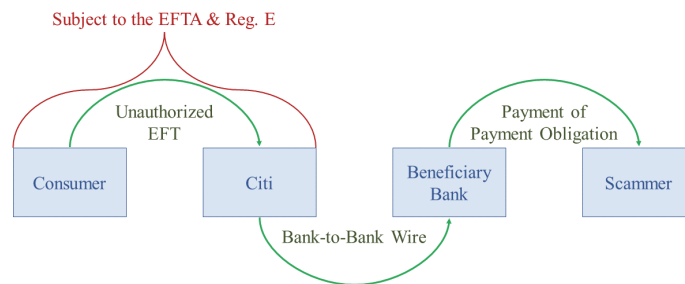 Subject to the EFTA & Reg. E
Unauthorized
EFT
Payment of
Payment Obligation
Consumer
Citi
Beneficiary
Bank
Scammer
Bank-to-Bank Wire